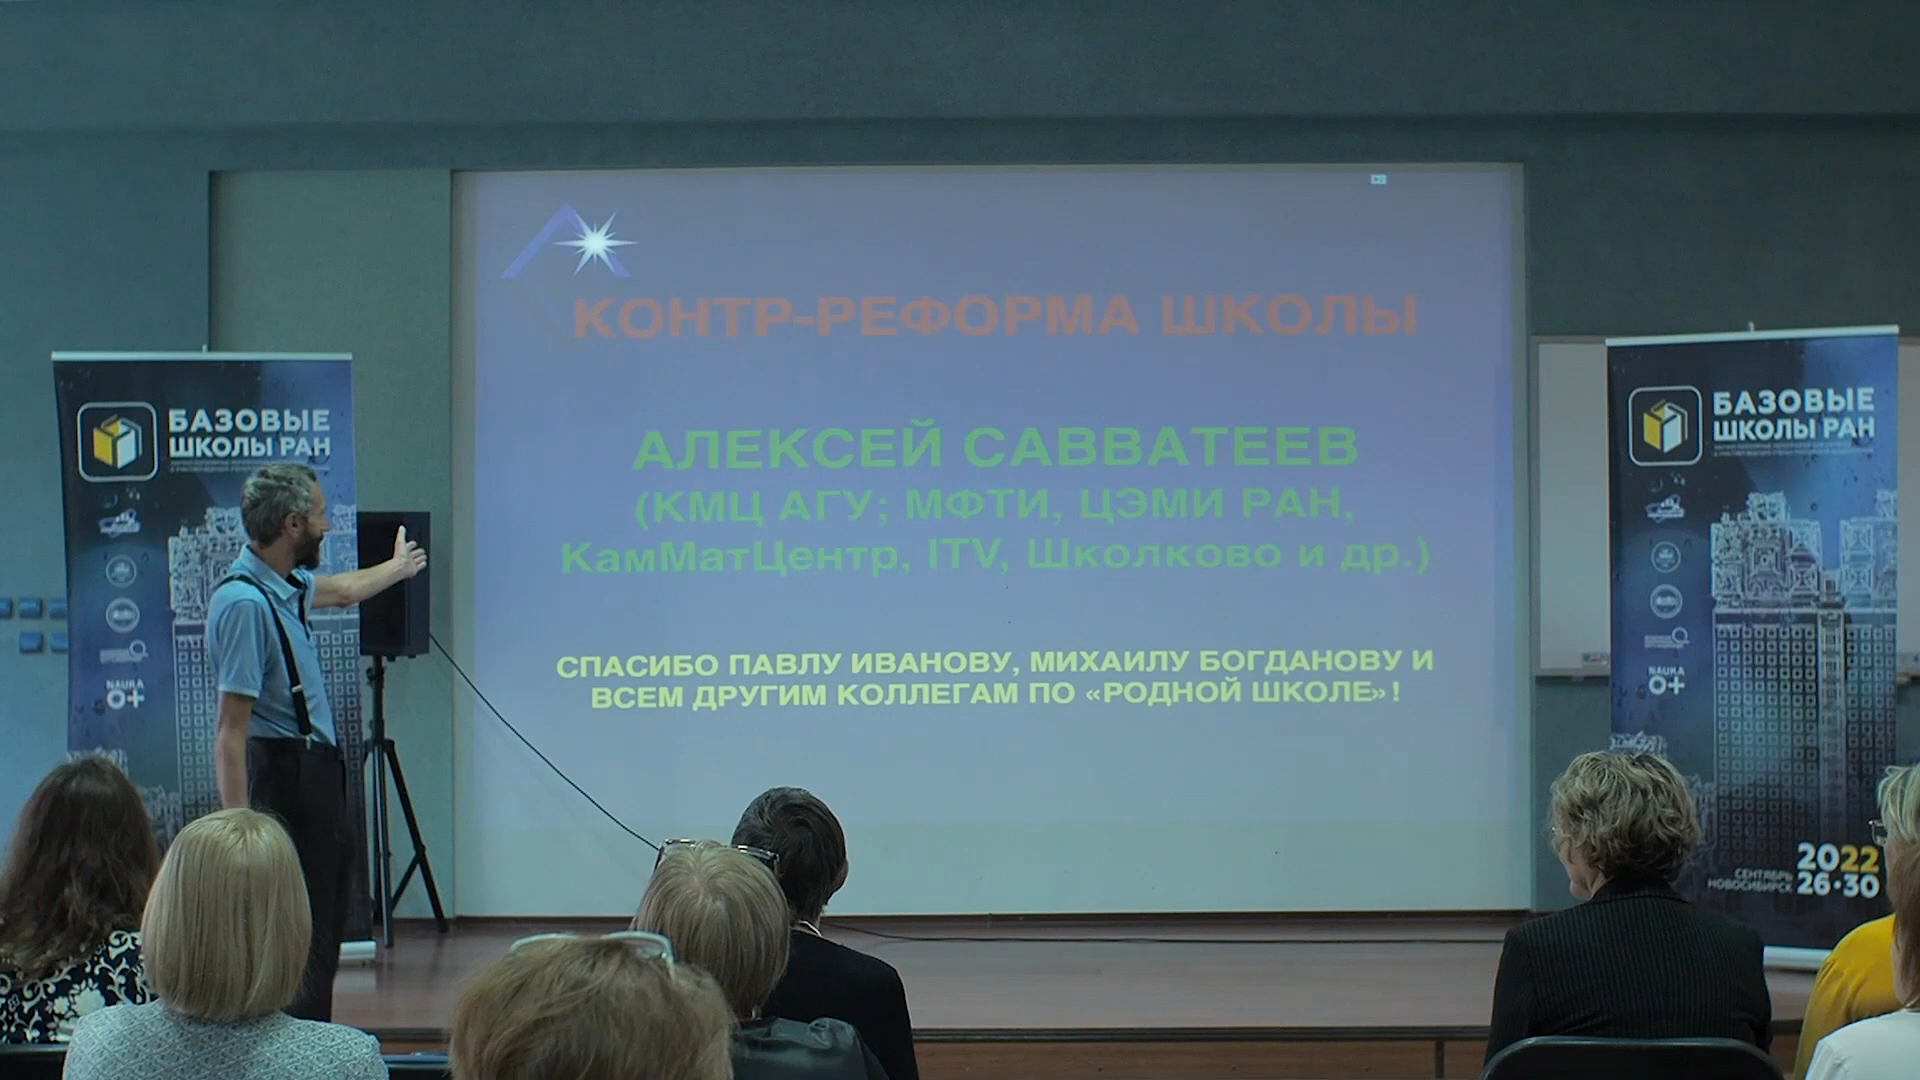 КОНТР-РЕФОРМА ШКОЛЫ
АЛЕКСЕЙ САВВАТЕЕВ
(КМЦ АГУ; МФТИ, ЦЭМИ РАН,
КамМатЦентр, ITV, Школково и др.)
СПАСИБО ПАВЛУ ИВАНОВУ, МИХАИЛУ БОГДАНОВУ И
ВСЕМ ДРУГИМ КОЛЛЕГАМ ПО «РОДНОЙ ШКОЛЕ»!
БАЗОВЫЕ
ШКОЛЫ РАН
NAUKA
0+
БАЗОВЫЕ
ШКОЛЫ РАН
NAUKA
0+
СЕНТЯБРЬ
НОВОСИБИРСК
2022
26·30